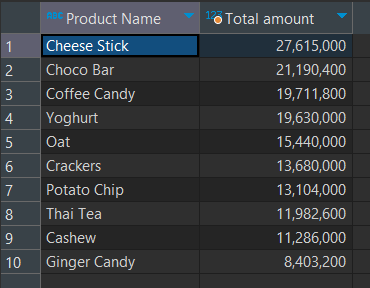 ABC Product Name 123 Total amount
1 Cheese Stick 27,615,000
2 Choco Bar 21,190,400
3 Coffee Candy 19,711,800
4 Yoghurt 19,630,000
5 Oat 15,440,000
6 Crackers 13,680,000
7 Potato Chip 13,104,000
8 Thai Tea 11,982,600
9 Cashew 11,286,000
10 Ginger Candy 8,403,200